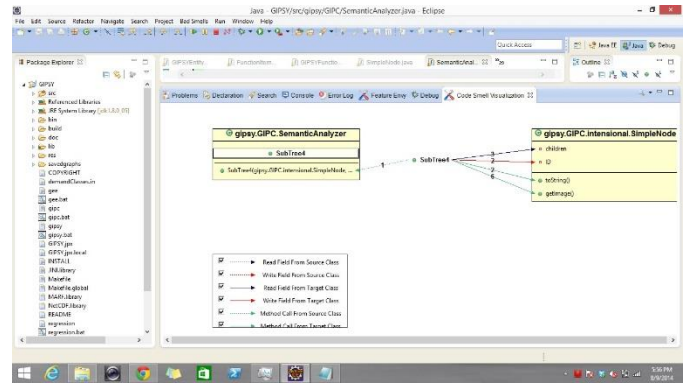 Java - GIPSY/src/gipsy/GIPC/SemanticAnalyzer.java - Eclipse
File Edit Source Refactor Navigate Search Project Bad Smells Run Window Help
Quick Access
Java EE Java Debug
Package Explorer
SemanticAnal...
Outline
Problems Declaration Search Console Error Log Feature Envy Debug Code Smell Visualization
GIPSY
src
Referenced Libraries
JRE System Library
bin
build
doc
lib
res
savedgraphs
COPYRIGHT
demandClasses.in
gee
gee.bat
gipc
gipc.bat
gipsy
gipsy.bat
GIPSY.jpx
GIPSY.jpx.local
INSTALL
JINI.library
Makefile
Makefile.global
MARF.library
NetCDF.library
README
regression
regression.bat
gipsy.GIPC.SemanticAnalyzer
SubTree4
SubTree4(gipsy.GIPC.intensional.SimpleNode, ...
1
SubTree4
3
2
2
6
gipsy.GIPC.intensional.SimpleNode
children
ID
toString()
getImage()
Read Field From Source Class
Write Field From Source Class
Read Field From Target Class
Write Field From Target Class
Method Call From Source Class
Method Call From Target Class
5:56 PM
8/9/2014